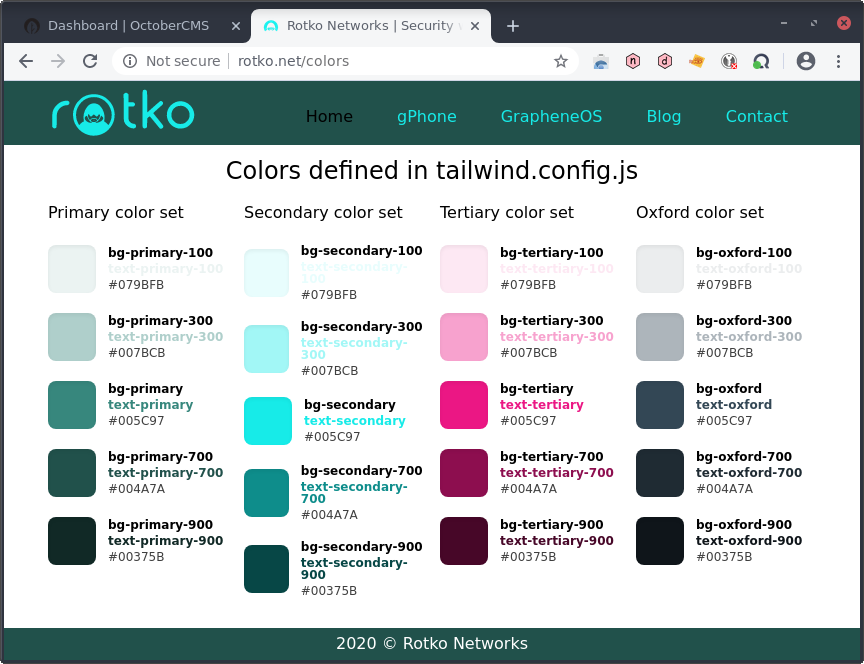 Dashboard | OctoberCMS
Rotko Networks | Security
Not secure
rotko.net/colors
rotko
Home
gPhone
GrapheneOS
Blog
Contact
Colors defined in tailwind.config.js
Primary color set
bg-primary-100
text-primary-100
#079BFB
bg-primary-300
text-primary-300
#007BCB
bg-primary
text-primary
#005C97
bg-primary-700
text-primary-700
#004A7A
bg-primary-900
text-primary-900
#00375B
Secondary color set
bg-secondary-100
text-secondary-
100
#079BFB
bg-secondary-300
text-secondary-
300
#007BCB
bg-secondary
text-secondary
#005C97
bg-secondary-700
text-secondary-
700
#004A7A
bg-secondary-900
text-secondary-
900
#00375B
Tertiary color set
bg-tertiary-100
text-tertiary-100
#079BFB
bg-tertiary-300
text-tertiary-300
#007BCB
bg-tertiary
text-tertiary
#005C97
bg-tertiary-700
text-tertiary-700
#004A7A
bg-tertiary-900
text-tertiary-900
#00375B
Oxford color set
bg-oxford-100
text-oxford-100
#079BFB
bg-oxford-300
text-oxford-300
#007BCB
bg-oxford
text-oxford
#005C97
bg-oxford-700
text-oxford-700
#004A7A
bg-oxford-900
text-oxford-900
#00375B
2020 © Rotko Networks